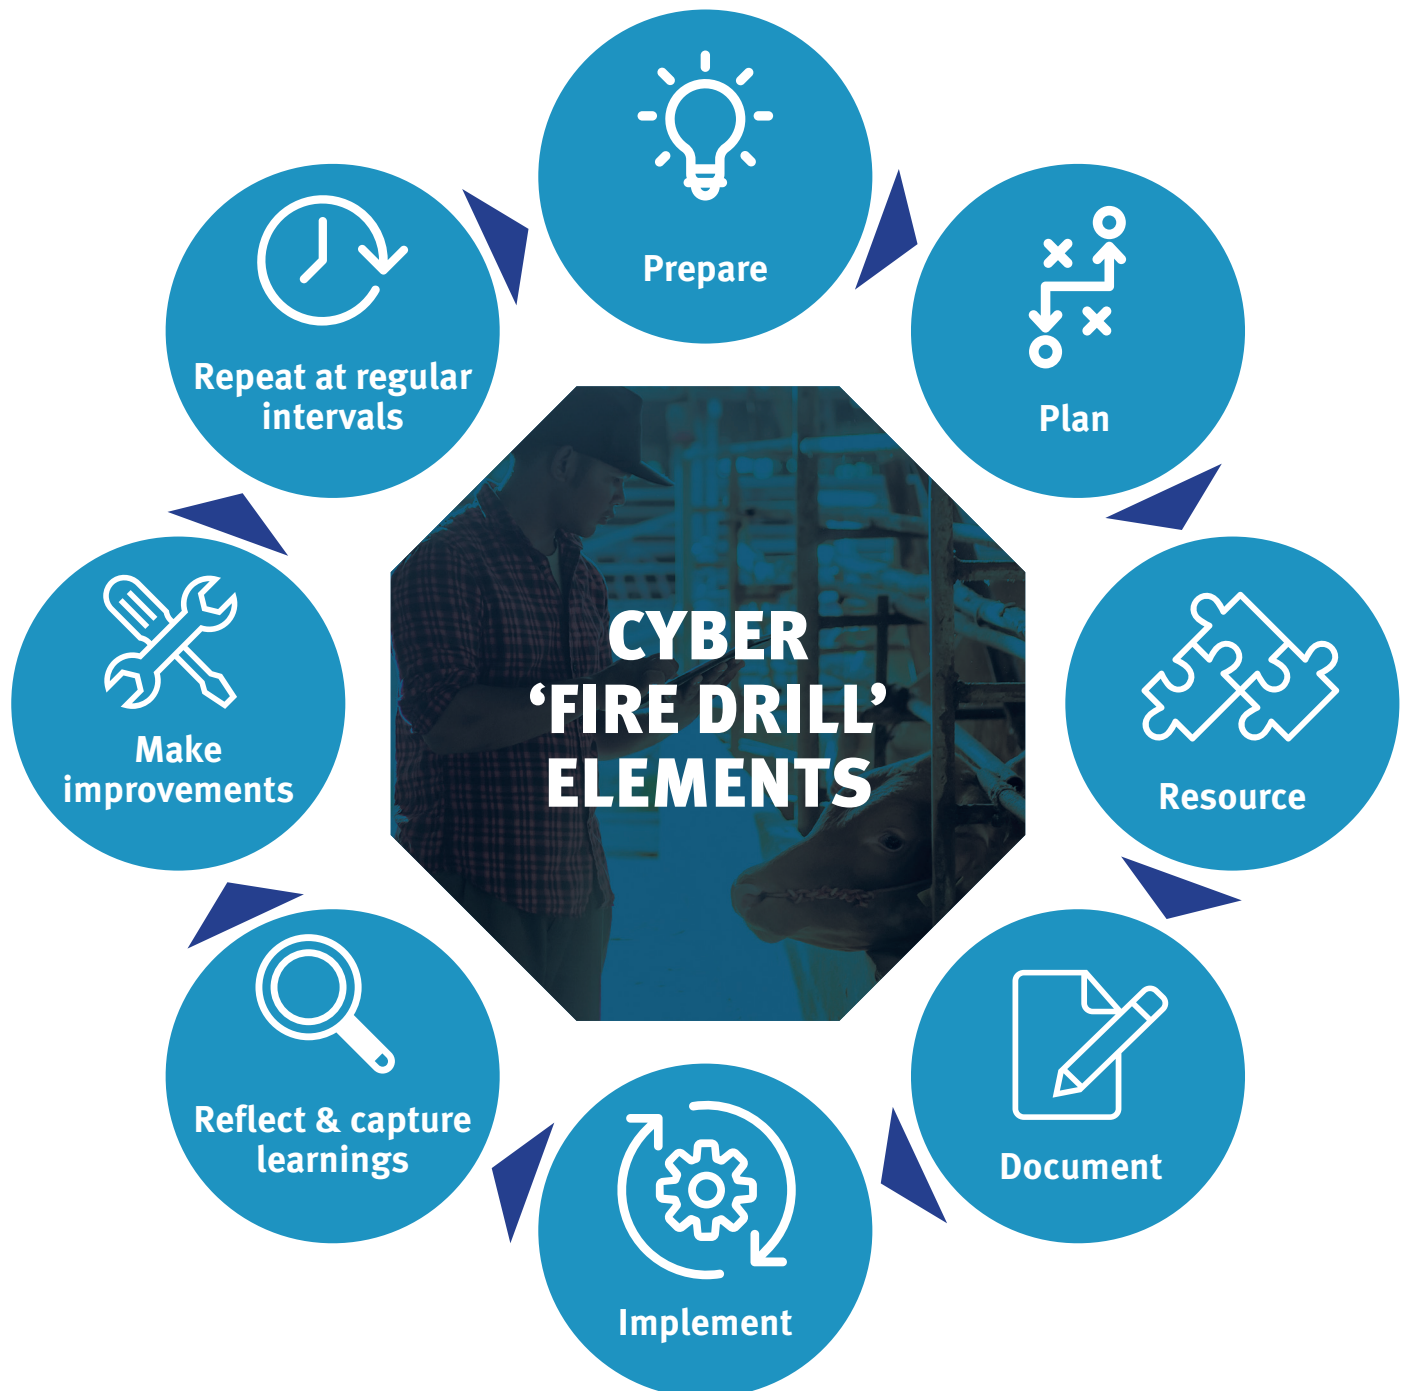 Prepare
Plan
Resource
Document
Implement
Reflect & capture
learnings
Make
improvements
Repeat at regular
intervals
CYBER
‘FIRE DRILL’
ELEMENTS